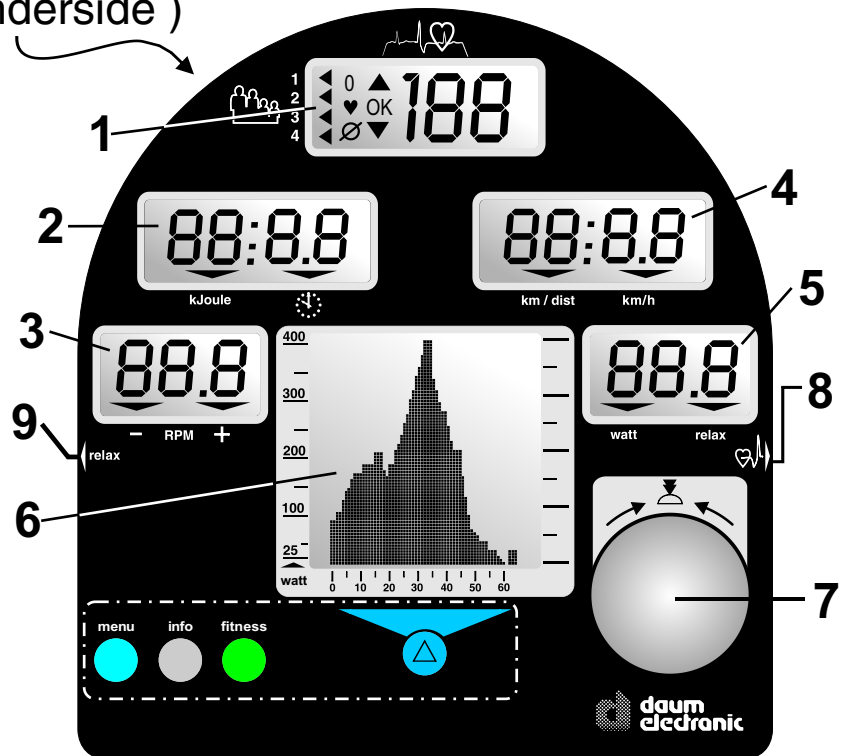 nderside )
1
2
3
4
1
0
OK
188
2
88:8.8
kJoule
4
88:8.8
km / dist km/h
3
88.8
− RPM +
5
88.8
watt relax
9
relax
8
6
400
300
200
100
25
watt
0 10 20 30 40 50 60
7
menu info fitness
daum
electronic